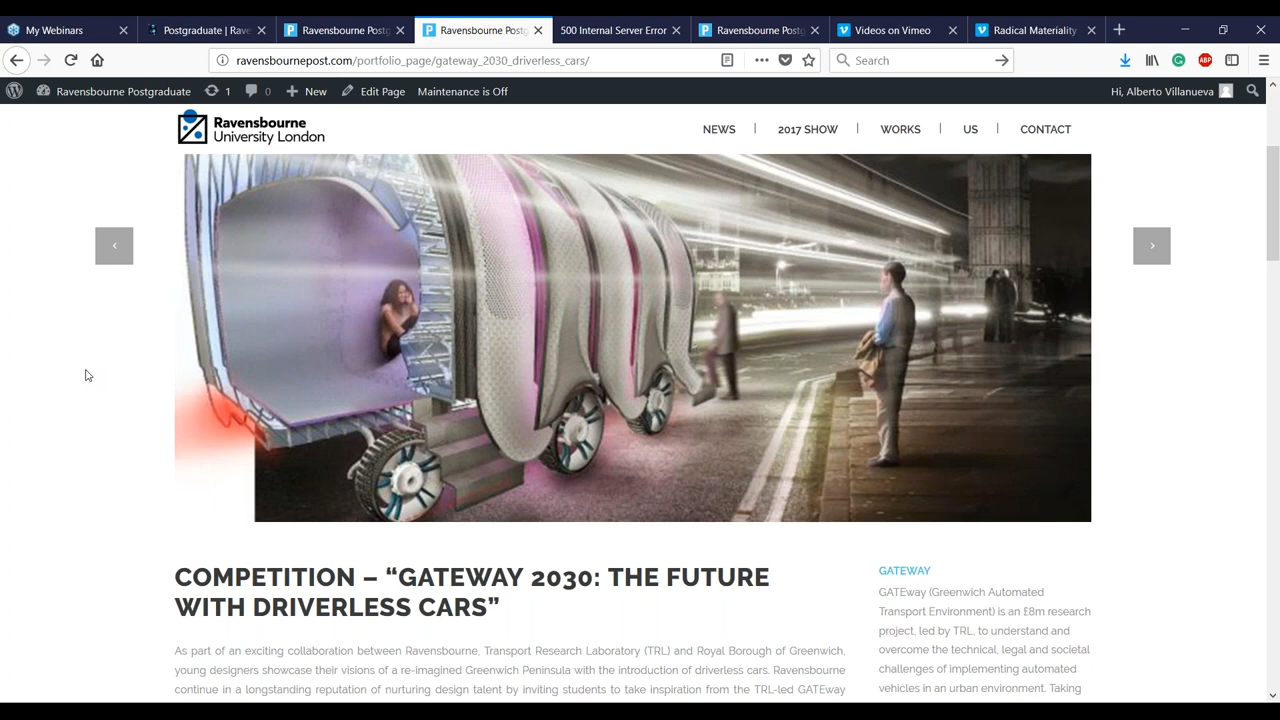 My Webinars
Postgraduate | Rave
Ravensbourne Postg
Ravensbourne Postg
500 Internal Server Error
Ravensbourne Postg
Videos on Vimeo
Radical Materiality
ravensbournepost.com/portfolio_page/gateway_2030_driverless_cars/
Search
Ravensbourne Postgraduate
1
0
New
Edit Page
Maintenance is Off
Hi, Alberto Villanueva
Ravensbourne
University London
NEWS
2017 SHOW
WORKS
US
CONTACT
COMPETITION – “GATEWAY 2030: THE FUTURE
WITH DRIVERLESS CARS”
As part of an exciting collaboration between Ravensbourne, Transport Research Laboratory (TRL) and Royal Borough of Greenwich,
young designers showcase their visions of a re-imagined Greenwich Peninsula with the introduction of driverless cars. Ravensbourne
continue in a longstanding reputation of nurturing design talent by inviting students to take inspiration from the TRL-led GATEway
GATEWAY
GATEway (Greenwich Automated
Transport Environment) is an £8m research
project, led by TRL, to understand and
overcome the technical, legal and societal
challenges of implementing automated
vehicles in an urban environment. Taking